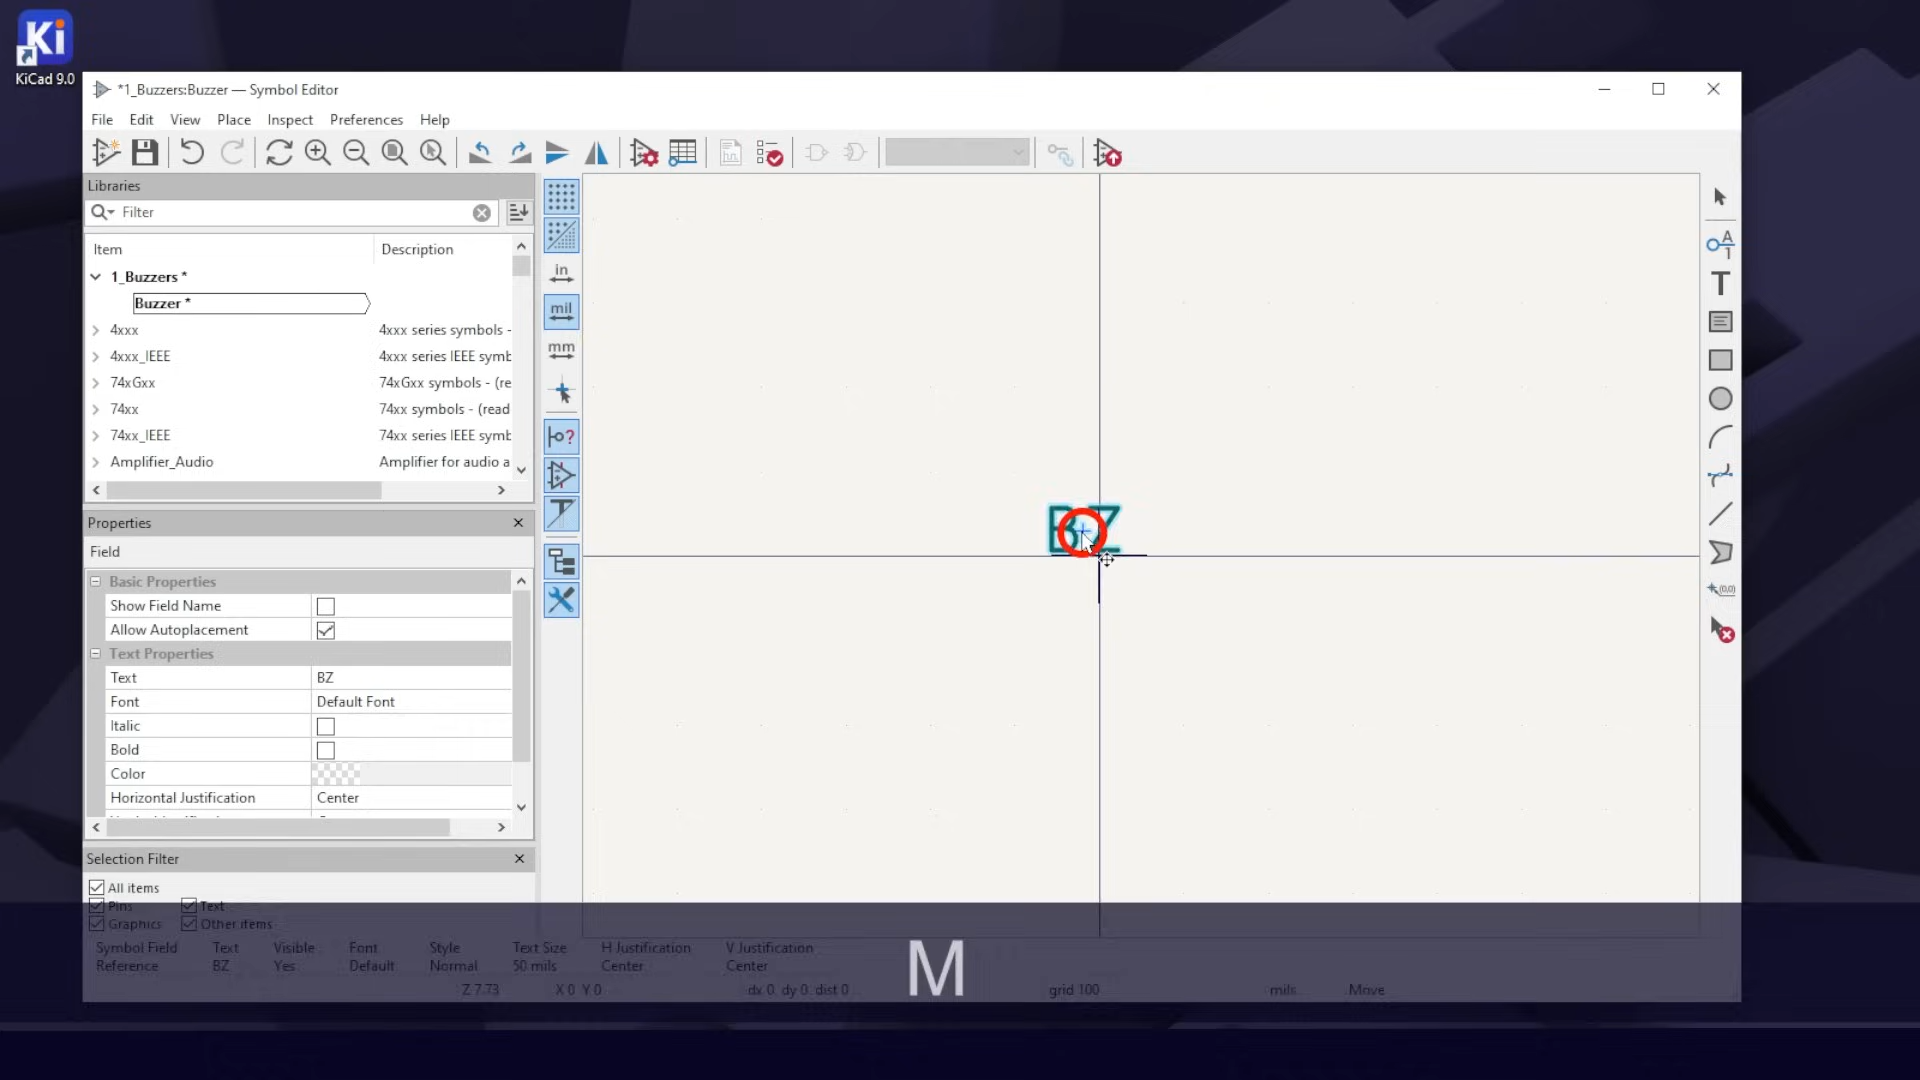 Ki
KiCad 9.0
*1_Buzzers:Buzzer — Symbol Editor
File Edit View Place Inspect Preferences Help
Libraries
Filter
Item Description
1_Buzzers *
Buzzer *
4xxx 4xxx series symbols -
4xxx_IEEE 4xxx series IEEE symb
74xGxx 74xGxx symbols - (re
74xx 74xx symbols - (read
74xx_IEEE 74xx series IEEE symb
Amplifier_Audio Amplifier for audio a
Properties
Field
Basic Properties
Show Field Name
Allow Autoplacement
Text Properties
Text BZ
Font Default Font
Italic
Bold
Color
Horizontal Justification Center
Selection Filter
All items
Pins Text
Graphics Other items
in
mil
mm
BZ
A
1
T
(0,0)
Symbol Field Text Visible Font Style Text Size H Justification V Justification
Reference BZ Yes Default Normal 50 mils Center Center
M
Z 7.73 X 0 Y 0 dx 0 dy 0 dist 0 grid 100 mils Move